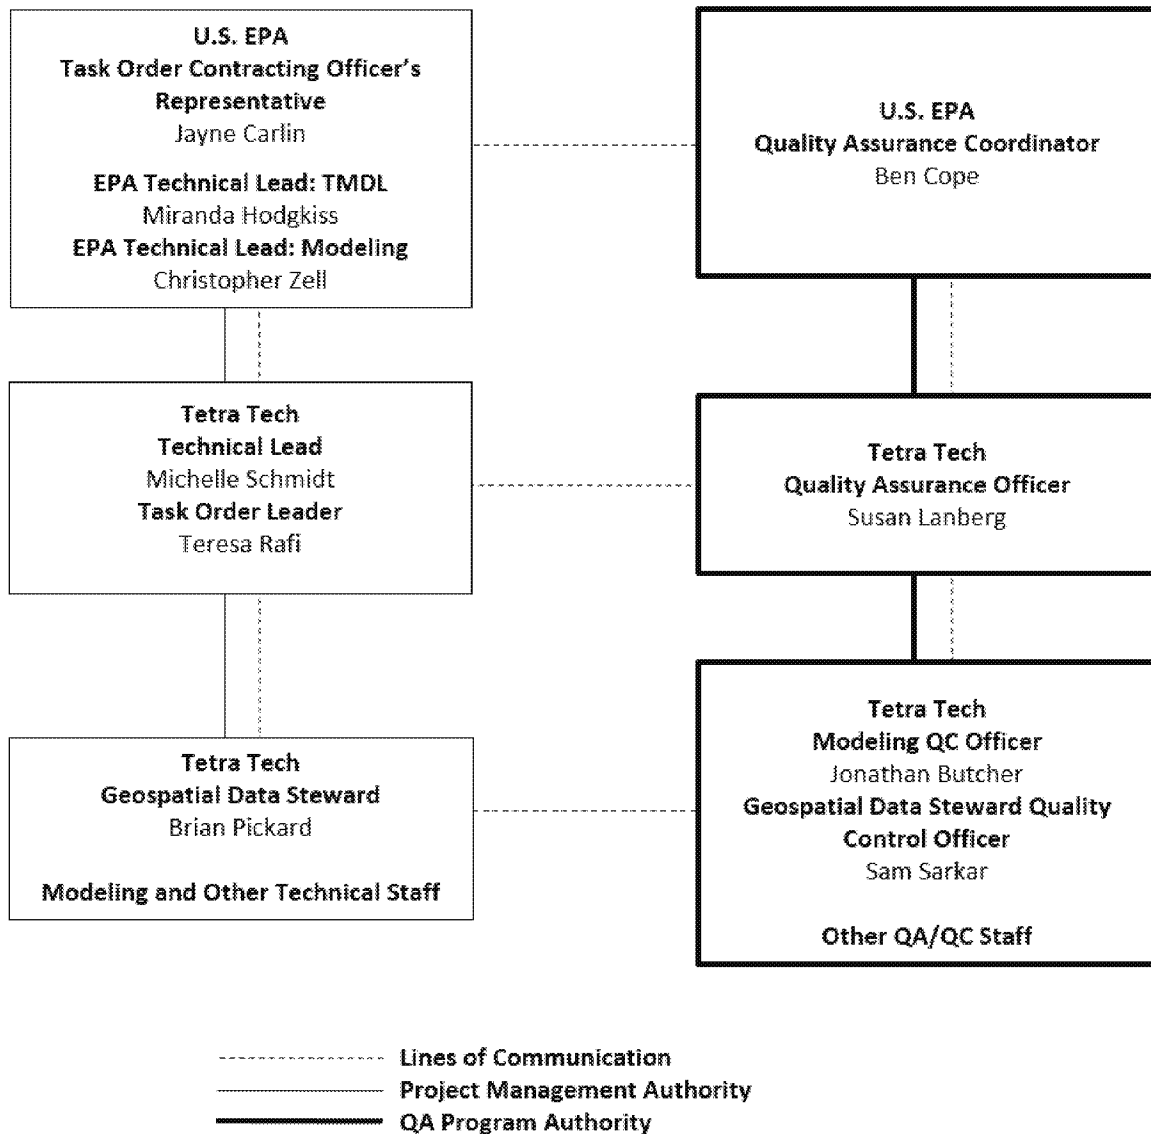 U.S. EPA
Task Order Contracting Officer's
Representative
Jayne Carlin
EPA Technical Lead: TMDL
Miranda Hodgkiss
EPA Technical Lead: Modeling
Christopher Zell
U.S. EPA
Quality Assurance Coordinator
Ben Cope
Tetra Tech
Technical Lead
Michelle Schmidt
Task Order Leader
Teresa Rafi
Tetra Tech
Quality Assurance Officer
Susan Lanberg
Tetra Tech
Geospatial Data Steward
Brian Pickard
Modeling and Other Technical Staff
Tetra Tech
Modeling QC Officer
Jonathan Butcher
Geospatial Data Steward Quality
Control Officer
Sam Sarkar
Other QA/QC Staff
Lines of Communication
Project Management Authority
QA Program Authority